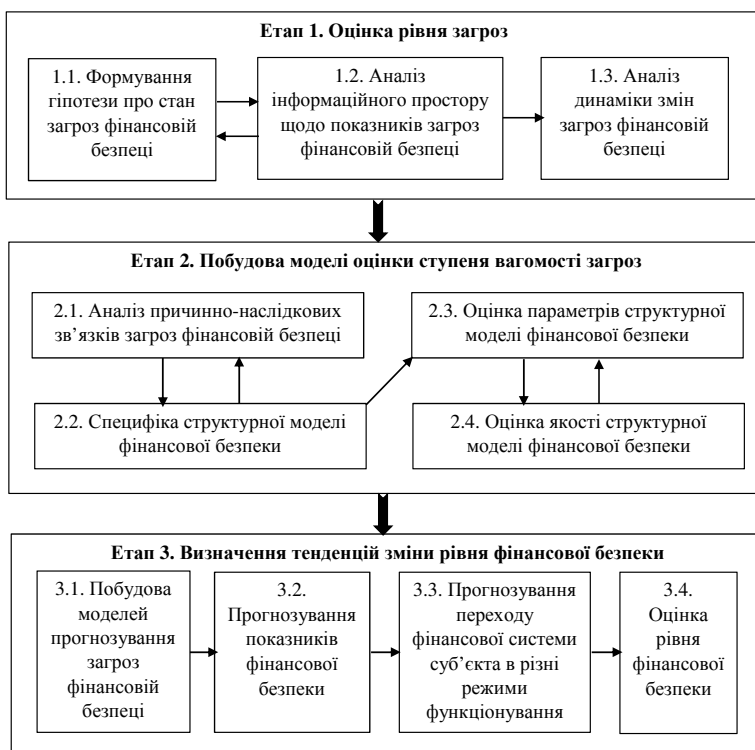 Етап 1. Оцінка рівня загроз
1.1. Формування
гіпотези про стан
загроз фінансовій
безпеці
1.2. Аналіз
інформаційного простору
щодо показників загроз
фінансовій безпеці
1.3. Аналіз
динаміки змін
загроз фінансовій
безпеці
Етап 2. Побудова моделі оцінки ступеня вагомості загроз
2.1. Аналіз причинно-наслідкових
зв’язків загроз фінансовій безпеці
2.3. Оцінка параметрів структурної
моделі фінансової безпеки
2.2. Специфіка структурної моделі
фінансової безпеки
2.4. Оцінка якості структурної
моделі фінансової безпеки
Етап 3. Визначення тенденцій зміни рівня фінансової безпеки
3.1. Побудова
моделей
прогнозування
загроз
фінансовій
безпеці
3.2.
Прогнозування
показників
фінансової
безпеки
3.3. Прогнозування
переходу
фінансової системи
суб’єкта в різні
режими
функціонування
3.4.
Оцінка
рівня
фінансової
безпеки